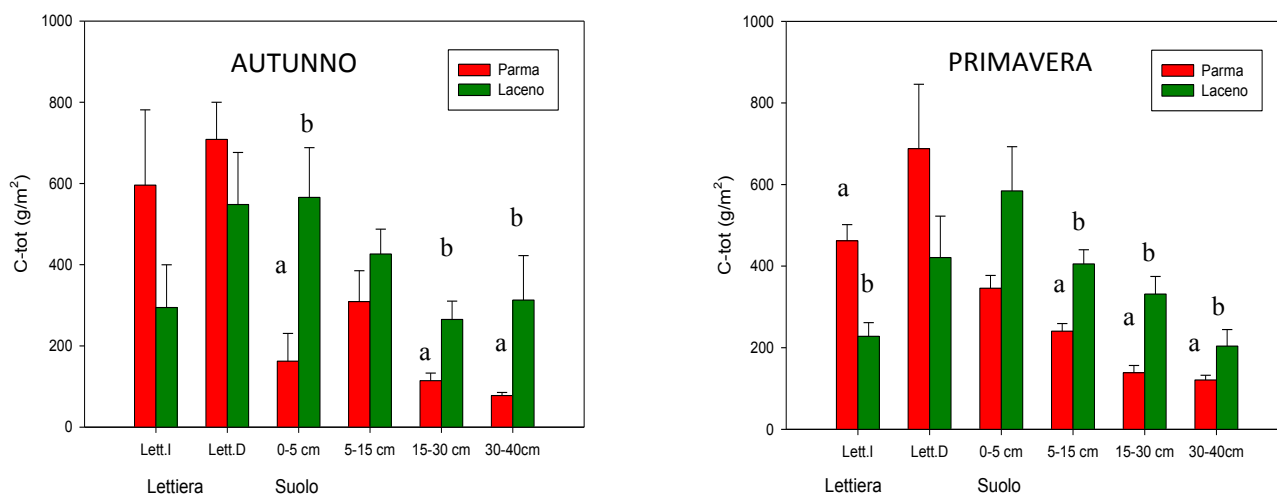 AUTUNNO
Parma
Laceno
C-tot (g/m²)
1000
800
600
400
200
0
b
a
b
a
b
a
Lett.I Lett.D 0-5 cm 5-15 cm 15-30 cm 30-40cm
Lettiera Suolo
PRIMAVERA
Parma
Laceno
C-tot (g/m²)
1000
800
600
400
200
0
a
b
b
a
b
a
b
a
Lett.I Lett.D 0-5 cm 5-15 cm 15-30 cm 30-40cm
Lettiera Suolo